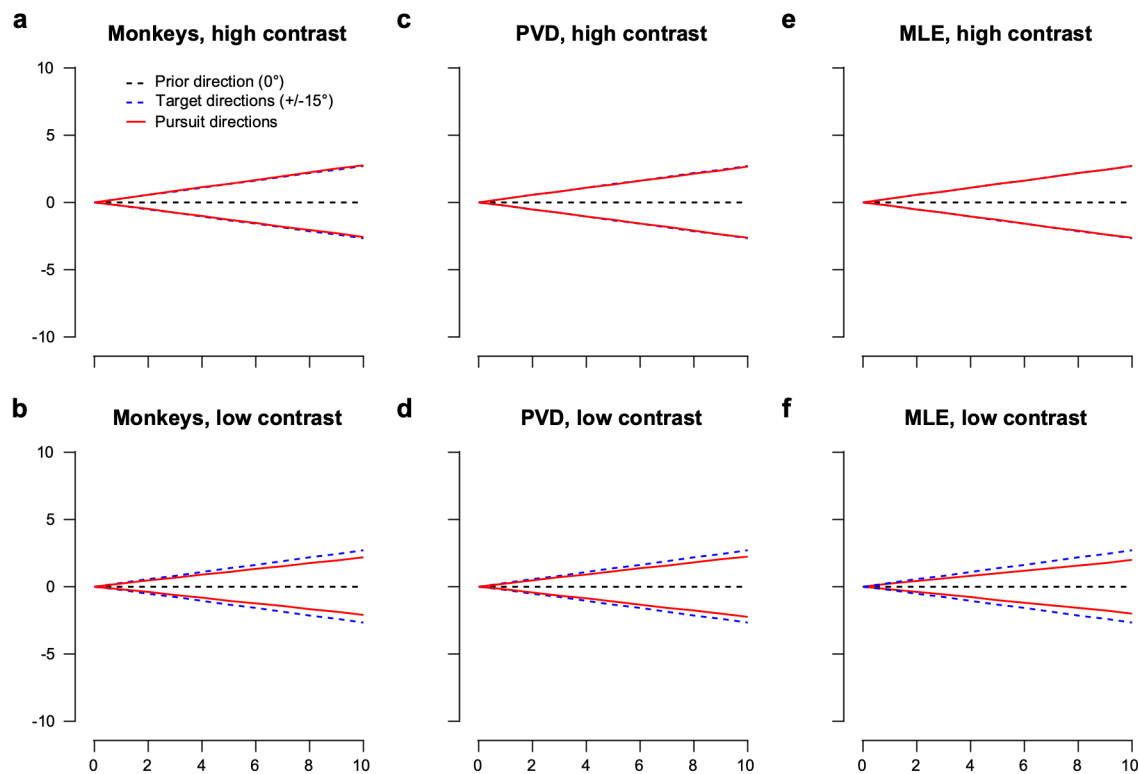 a
Monkeys, high contrast
c
PVD, high contrast
e
MLE, high contrast
10
5
0
-5
-10
Prior direction (0°)
Target directions (+/-15°)
Pursuit directions
b
Monkeys, low contrast
d
PVD, low contrast
f
MLE, low contrast
10
5
0
-5
-10
0 2 4 6 8 10
0 2 4 6 8 10
0 2 4 6 8 10